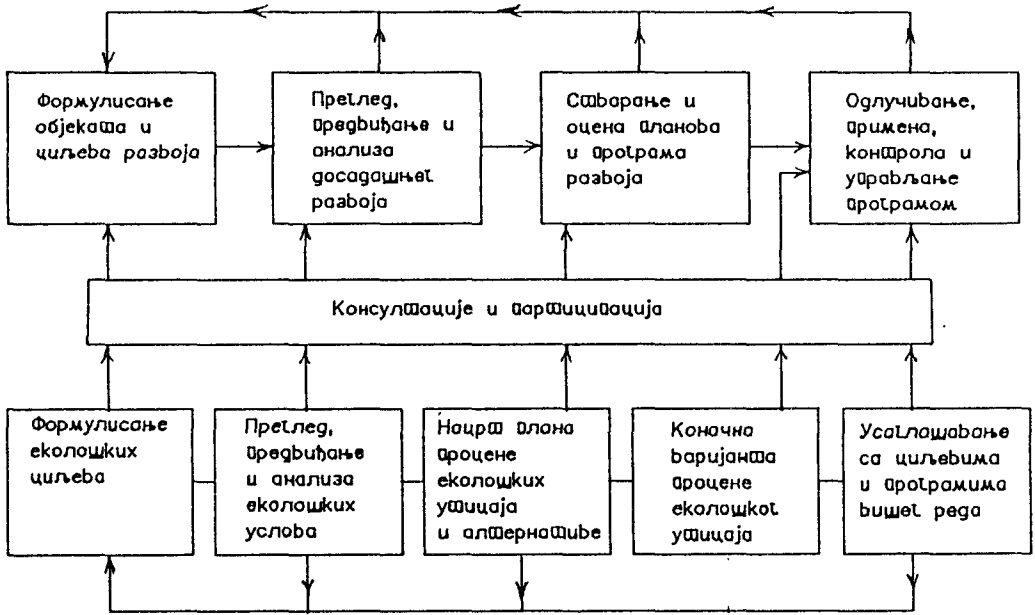 Формулисање
објеката и
циљева развоја
Преглед,
предвиђање и
анализа
досадашњег
развоја
Стварање и
оцена планова
и програма
развоја
Одлучивање,
примена,
контрола и
управљање
програмом
Консултације и партиципација
Формулисање
еколошких
циљева
Преглед,
предвиђање
и анализа
еколошких
услова
Нацрт плана
процене
еколошких
утицаја
и алтернативе
Коначна
варијанта
процене
еколошког
утицаја
Усаглашавање
са циљевима
и програмима
вишег реда